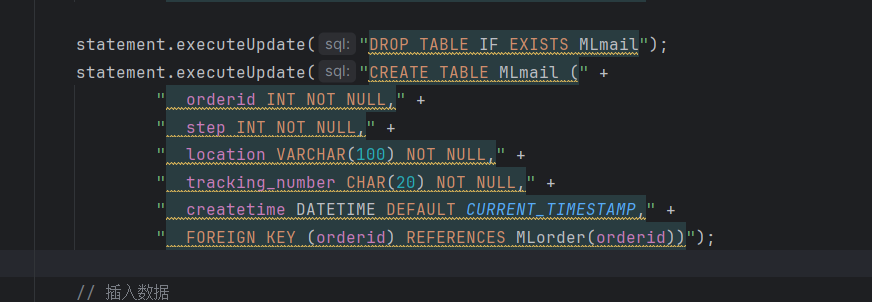 statement.executeUpdate( sql: "DROP TABLE IF EXISTS MLmail");
statement.executeUpdate( sql: "CREATE TABLE MLmail (" +
"  orderid INT NOT NULL," +
"  step INT NOT NULL," +
"  location VARCHAR(100) NOT NULL," +
"  tracking_number CHAR(20) NOT NULL," +
"  createtime DATETIME DEFAULT CURRENT_TIMESTAMP," +
"  FOREIGN KEY (orderid) REFERENCES MLorder(orderid))");
// 插入数据